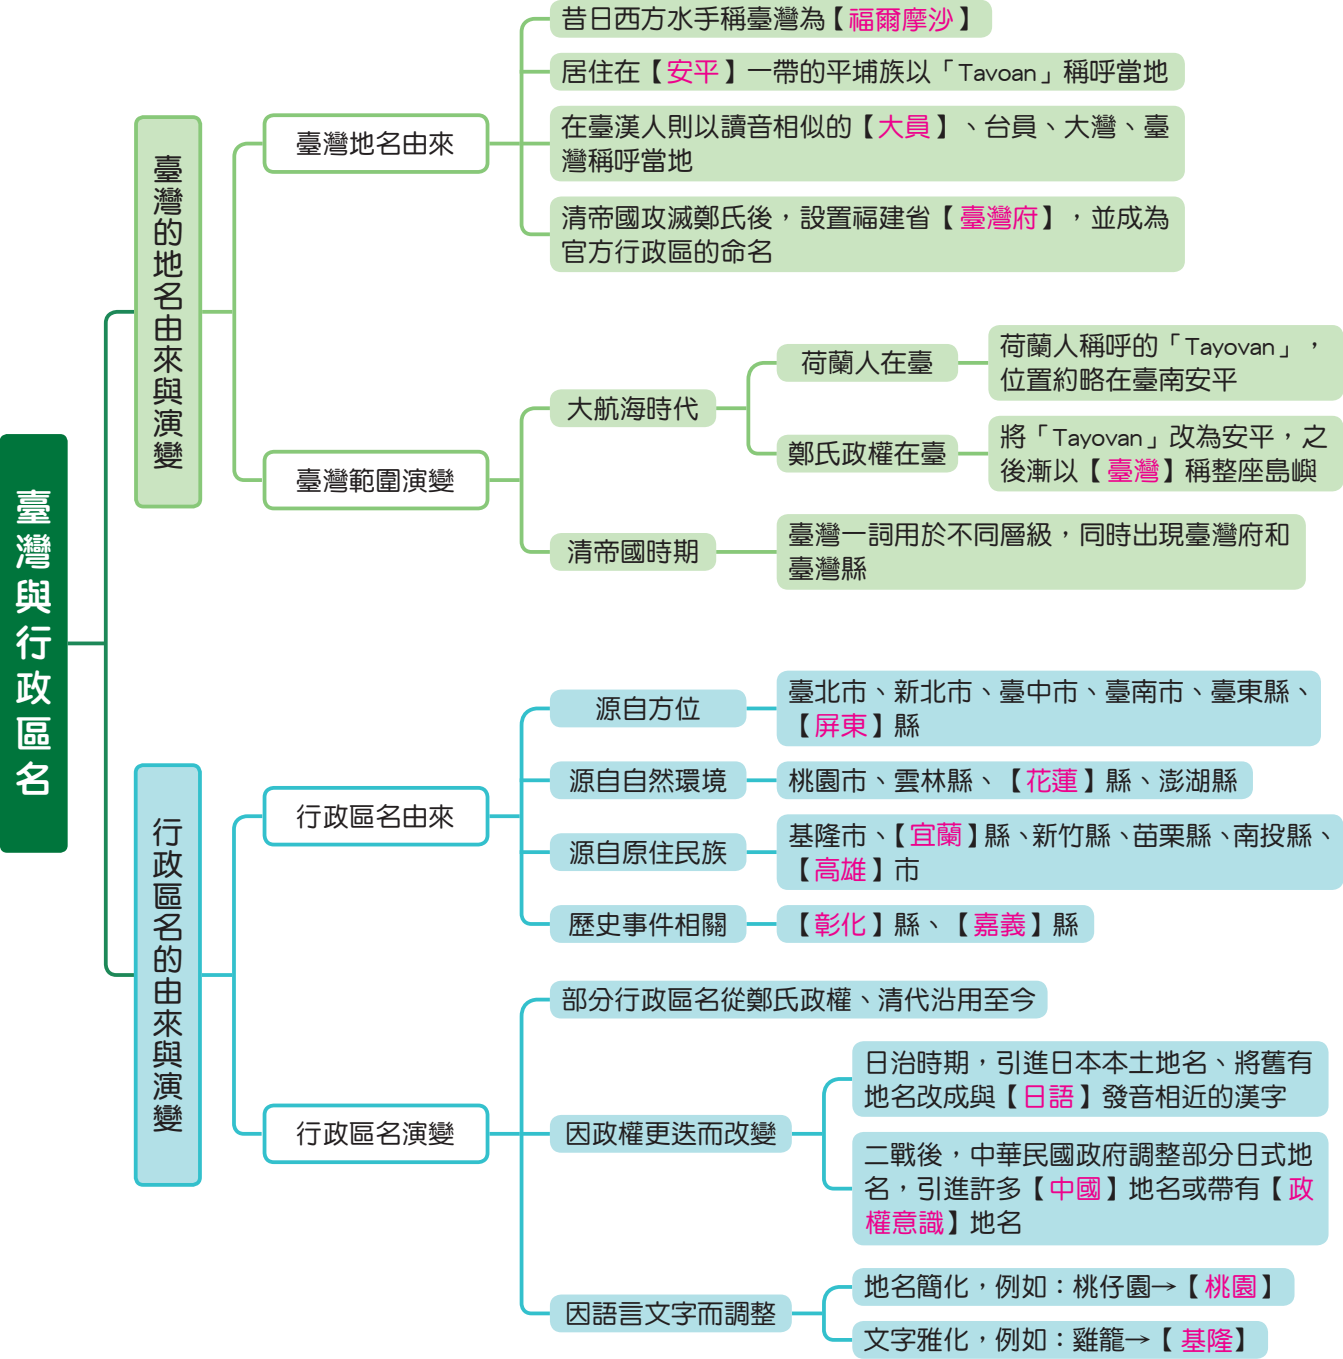 臺灣與行政區名
臺灣的地名由來與演變
臺灣地名由來
昔日西方水手稱臺灣為【福爾摩沙】
居住在【安平】一帶的平埔族以「Tavoan」稱呼當地
在臺漢人則以讀音相似的【大員】、台員、大灣、臺
灣稱呼當地
清帝國攻滅鄭氏後，設置福建省【臺灣府】，並成為
官方行政區的命名
臺灣範圍演變
大航海時代
荷蘭人在臺
荷蘭人稱呼的「Tayovan」，
位置約略在臺南安平
鄭氏政權在臺
將「Tayovan」改為安平，之
後漸以【臺灣】稱整座島嶼
清帝國時期
臺灣一詞用於不同層級，同時出現臺灣府和
臺灣縣
行政區名的由來與演變
行政區名由來
源自方位
臺北市、新北市、臺中市、臺南市、臺東縣、
【屏東】縣
源自自然環境
桃園市、雲林縣、【花蓮】縣、澎湖縣
源自原住民族
基隆市、【宜蘭】縣、新竹縣、苗栗縣、南投縣、
【高雄】市
歷史事件相關
【彰化】縣、【嘉義】縣
行政區名演變
部分行政區名從鄭氏政權、清代沿用至今
因政權更迭而改變
日治時期，引進日本本土地名、將舊有
地名改成與【日語】發音相近的漢字
二戰後，中華民國政府調整部分日式地
名，引進許多【中國】地名或帶有【政
權意識】地名
因語言文字而調整
地名簡化，例如：桃仔園→【桃園】
文字雅化，例如：雞籠→【基隆】